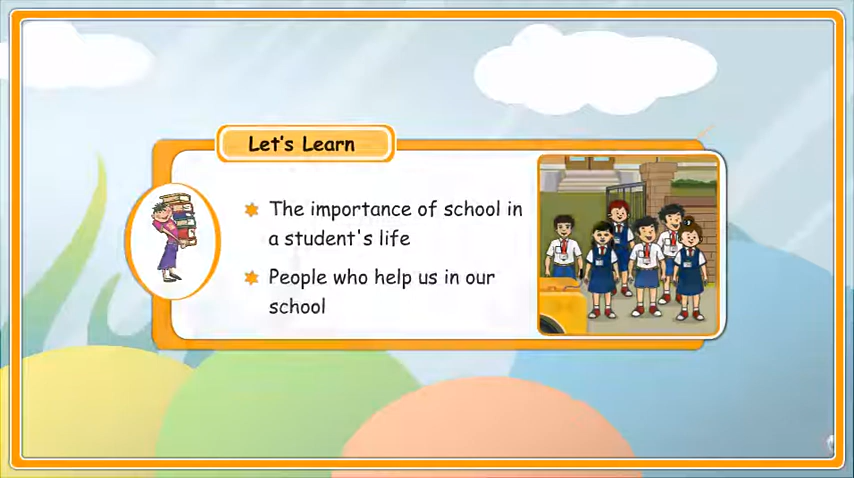 Let's Learn
The importance of school in
a student's life
People who help us in our
school